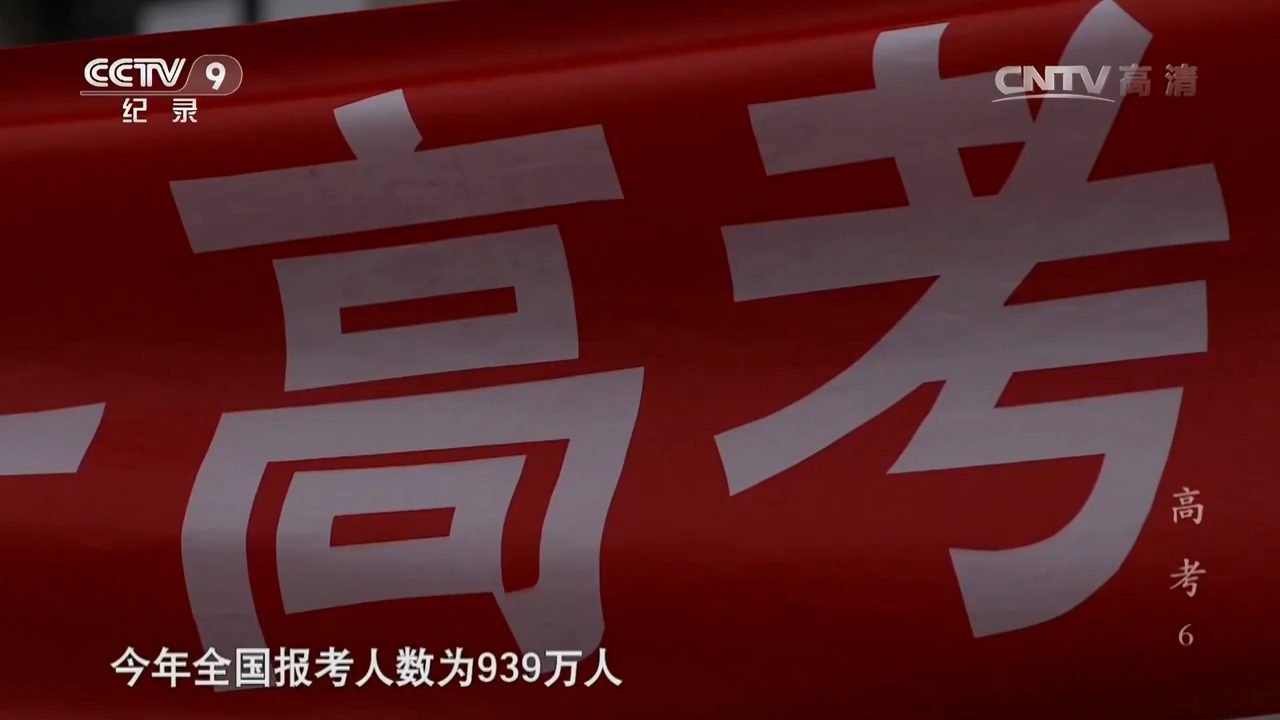 CCTV 9
纪录
CNTV高清
高考
高考6
今年全国报考人数为939万人